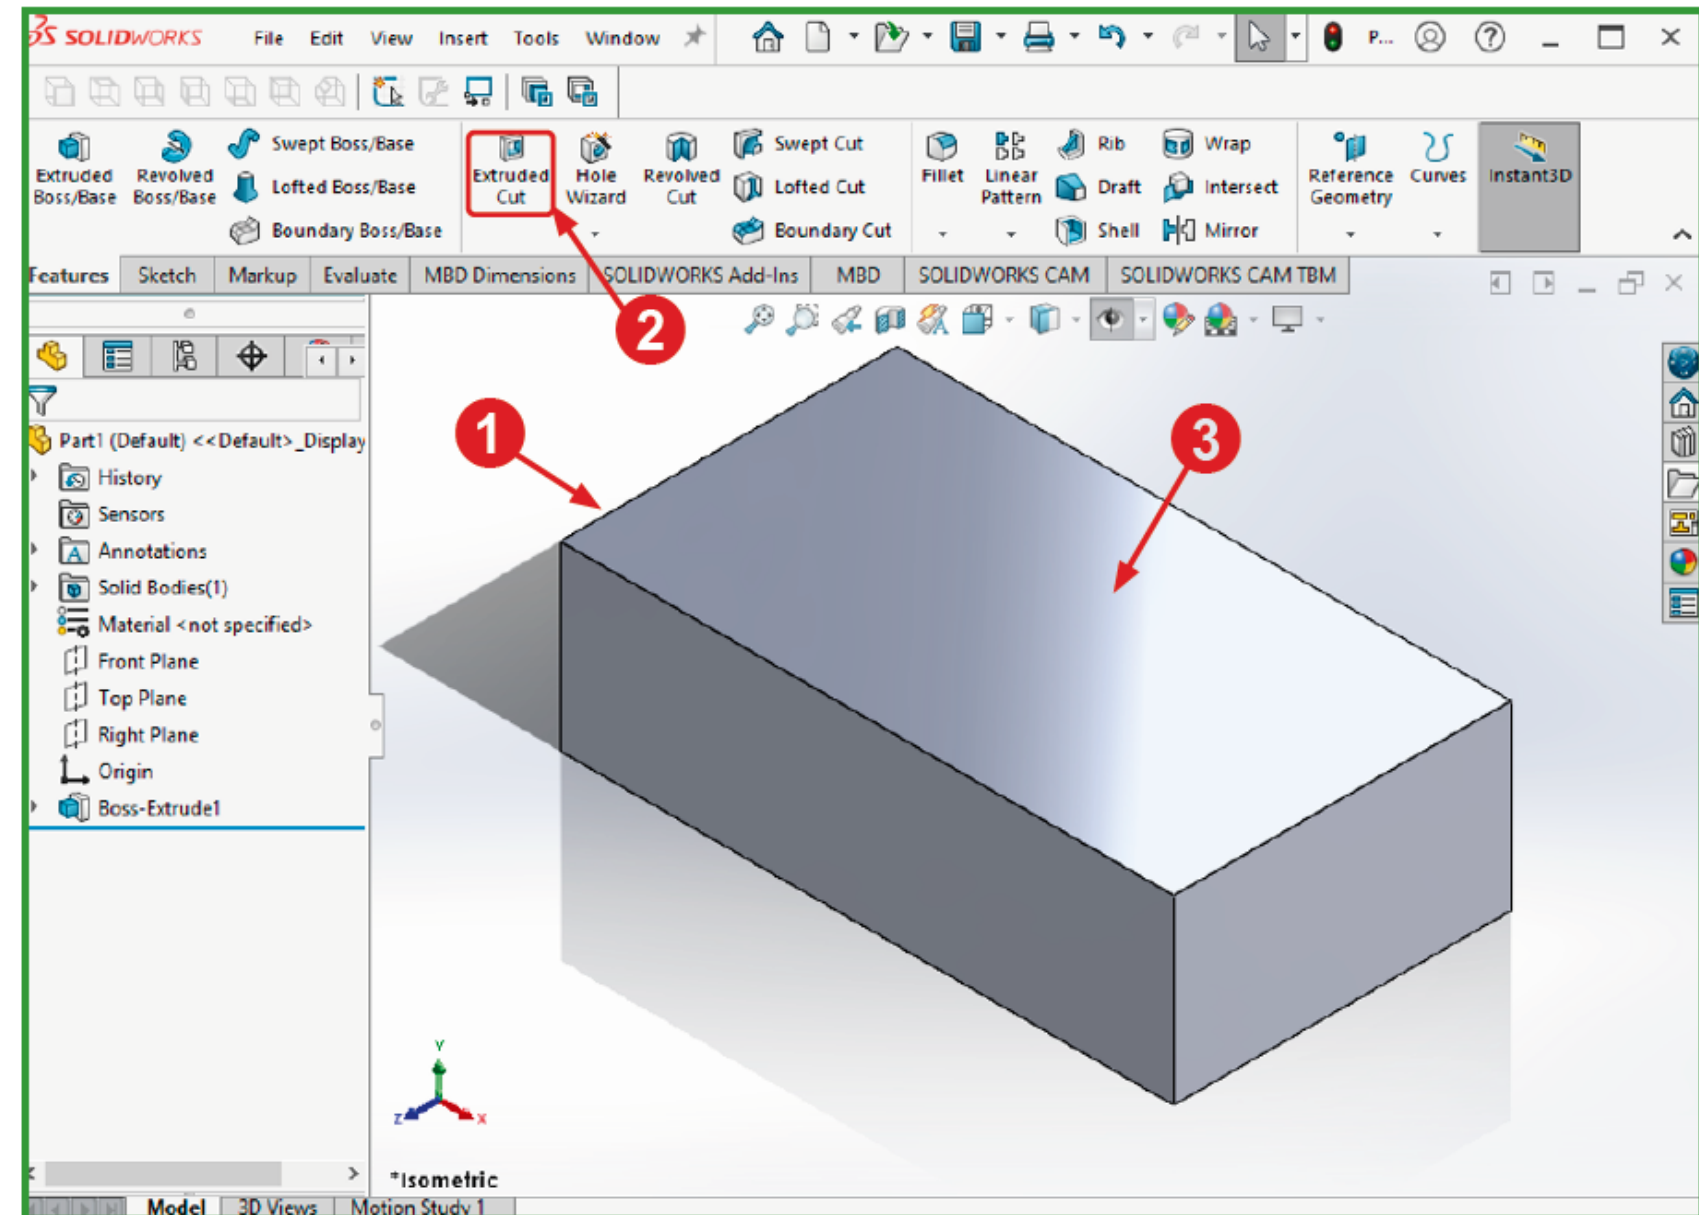 SOLIDWORKS File Edit View Insert Tools Window P...
Extruded Boss/Base
Revolved Boss/Base
Swept Boss/Base
Lofted Boss/Base
Boundary Boss/Base
Extruded Cut
Hole Wizard
Revolved Cut
Swept Cut
Lofted Cut
Boundary Cut
Fillet
Linear Pattern
Rib
Draft
Shell
Wrap
Intersect
Mirror
Reference Geometry
Curves
Instant3D
Features Sketch Markup Evaluate MBD Dimensions SOLIDWORKS Add-Ins MBD SOLIDWORKS CAM SOLIDWORKS CAM TBM
2
1
3
Part1 (Default) <<Default>_Display
History
Sensors
Annotations
Solid Bodies(1)
Material <not specified>
Front Plane
Top Plane
Right Plane
Origin
Boss-Extrude1
Y
Z
X
*Isometric
Model 3D Views Motion Study 1